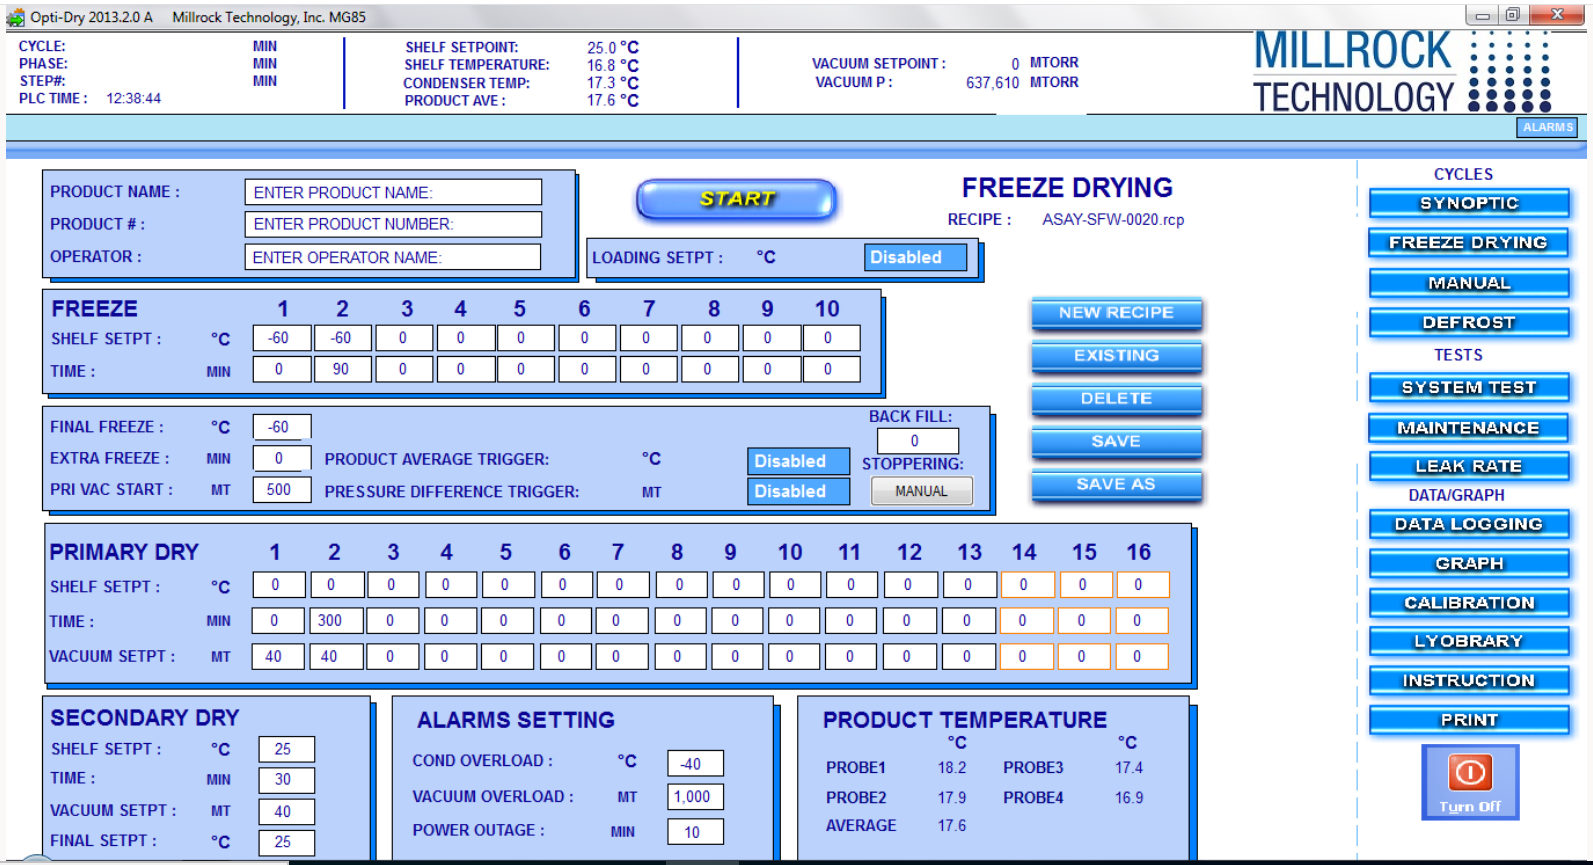 Opti-Dry 2013.2.0 A Millrock Technology, Inc. MG85
CYCLE: MIN SHELF SETPOINT: 25.0 °C
PHASE: MIN SHELF TEMPERATURE: 16.8 °C VACUUM SETPOINT : 0 MTORR
STEP#: MIN CONDENSER TEMP: 17.3 °C VACUUM P : 637,610 MTORR
PLC TIME : 12:38:44 PRODUCT AVE : 17.6 °C
MILLROCK
TECHNOLOGY
ALARMS
PRODUCT NAME : ENTER PRODUCT NAME:
PRODUCT # : ENTER PRODUCT NUMBER:
OPERATOR : ENTER OPERATOR NAME:
START
FREEZE DRYING
RECIPE : ASAY-SFW-0020.rcp
LOADING SETPT : °C Disabled
FREEZE 1 2 3 4 5 6 7 8 9 10
SHELF SETPT : °C -60 -60 0 0 0 0 0 0 0 0
TIME : MIN 0 90 0 0 0 0 0 0 0 0
NEW RECIPE
EXISTING
DELETE
SAVE
SAVE AS
FINAL FREEZE : °C -60
EXTRA FREEZE : MIN 0 PRODUCT AVERAGE TRIGGER: °C Disabled
PRI VAC START : MT 500 PRESSURE DIFFERENCE TRIGGER: MT Disabled
BACK FILL:
0
STOPPERING:
MANUAL
PRIMARY DRY 1 2 3 4 5 6 7 8 9 10 11 12 13 14 15 16
SHELF SETPT : °C 0 0 0 0 0 0 0 0 0 0 0 0 0 0 0 0
TIME : MIN 0 300 0 0 0 0 0 0 0 0 0 0 0 0 0 0
VACUUM SETPT : MT 40 40 0 0 0 0 0 0 0 0 0 0 0 0 0 0
SECONDARY DRY
SHELF SETPT : °C 25
TIME : MIN 30
VACUUM SETPT : MT 40
FINAL SETPT : °C 25
ALARMS SETTING
COND OVERLOAD : °C -40
VACUUM OVERLOAD : MT 1,000
POWER OUTAGE : MIN 10
PRODUCT TEMPERATURE
°C °C
PROBE1 18.2 PROBE3 17.4
PROBE2 17.9 PROBE4 16.9
AVERAGE 17.6
CYCLES
SYNOPTIC
FREEZE DRYING
MANUAL
DEFROST
TESTS
SYSTEM TEST
MAINTENANCE
LEAK RATE
DATA/GRAPH
DATA LOGGING
GRAPH
CALIBRATION
LYOBRARY
INSTRUCTION
PRINT
Turn Off